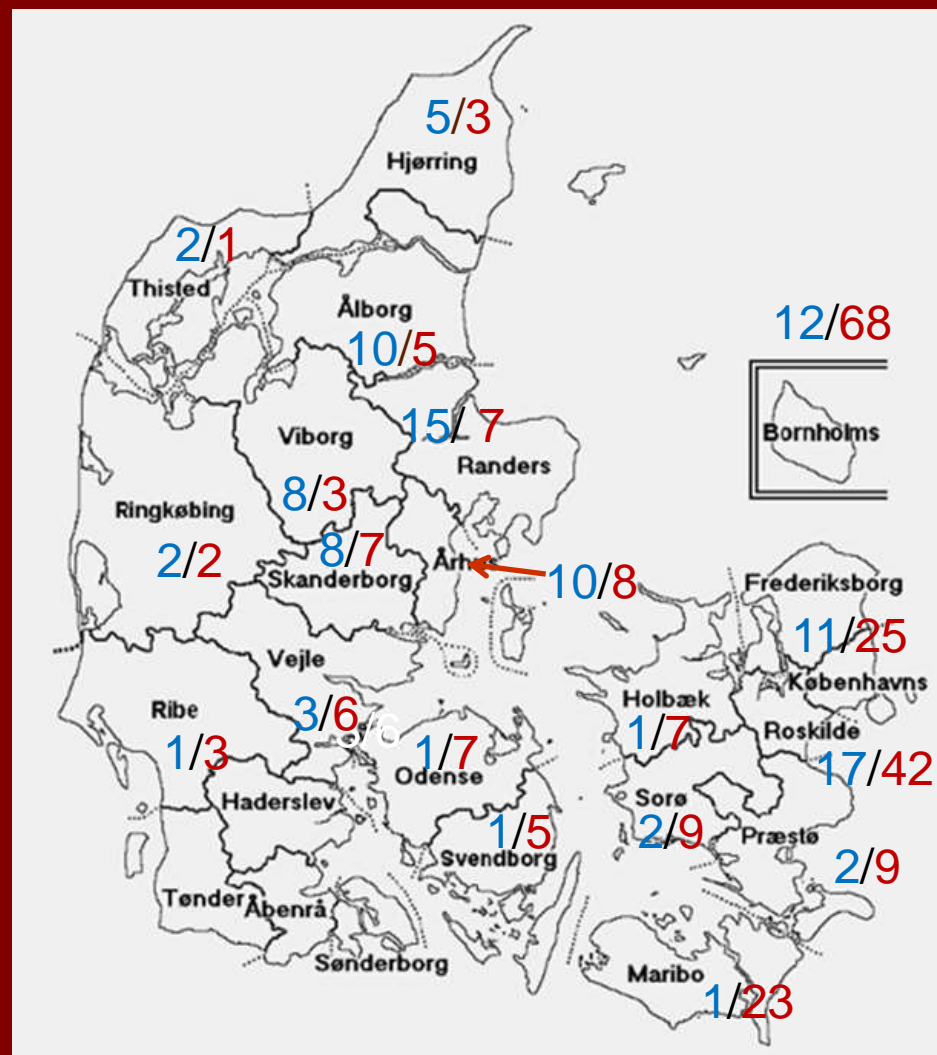 5/3
Hjørring
2/1
Thisted
Ålborg
10/5
12/68
Bornholms
15/ 7
Viborg
Randers
8/3
Ringkøbing
2/2
8/7
Skanderborg
10/8
Frederiksborg
11/25
Københavns
Vejle
3/6
6
Ribe
1/3
1/7
Odense
Holbæk
1/7
Roskilde
17/42
Haderslev
1/5
Svendborg
Sorø
2/9
Præstø
2/9
Tønder
Åbenrå
Sønderborg
Maribo
1/23